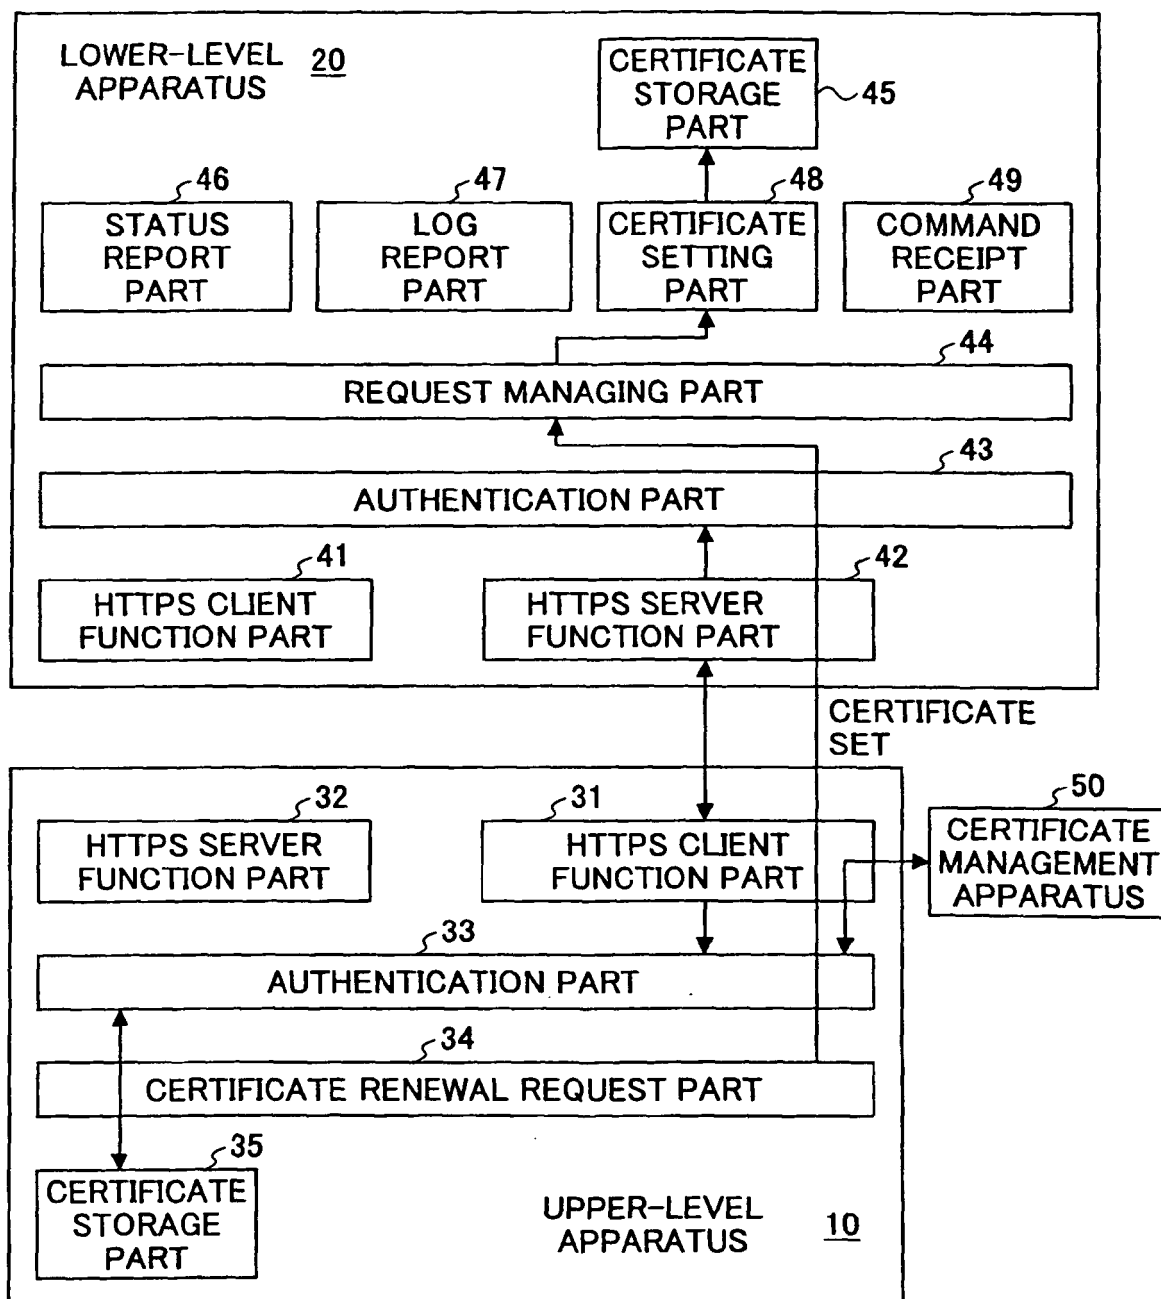 LOWER-LEVEL
APPARATUS
20
CERTIFICATE
STORAGE
PART
45
46
STATUS
REPORT
PART
47
LOG
REPORT
PART
48
CERTIFICATE
SETTING
PART
49
COMMAND
RECEIPT
PART
44
REQUEST MANAGING PART
43
AUTHENTICATION PART
41
HTTPS CLIENT
FUNCTION PART
42
HTTPS SERVER
FUNCTION PART
CERTIFICATE
SET
32
HTTPS SERVER
FUNCTION PART
31
HTTPS CLIENT
FUNCTION PART
50
CERTIFICATE
MANAGEMENT
APPARATUS
33
AUTHENTICATION PART
34
CERTIFICATE RENEWAL REQUEST PART
35
CERTIFICATE
STORAGE
PART
UPPER-LEVEL
APPARATUS
10